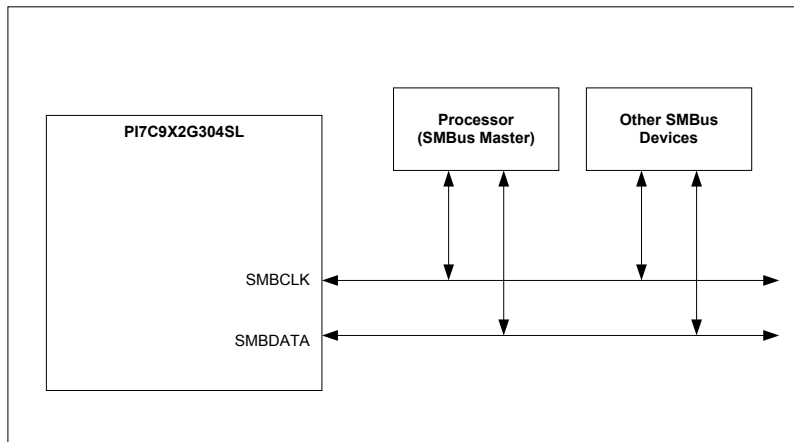 PI7C9X2G304SL
Processor
(SMBus Master)
Other SMBus
Devices
SMBCLK
SMBDATA